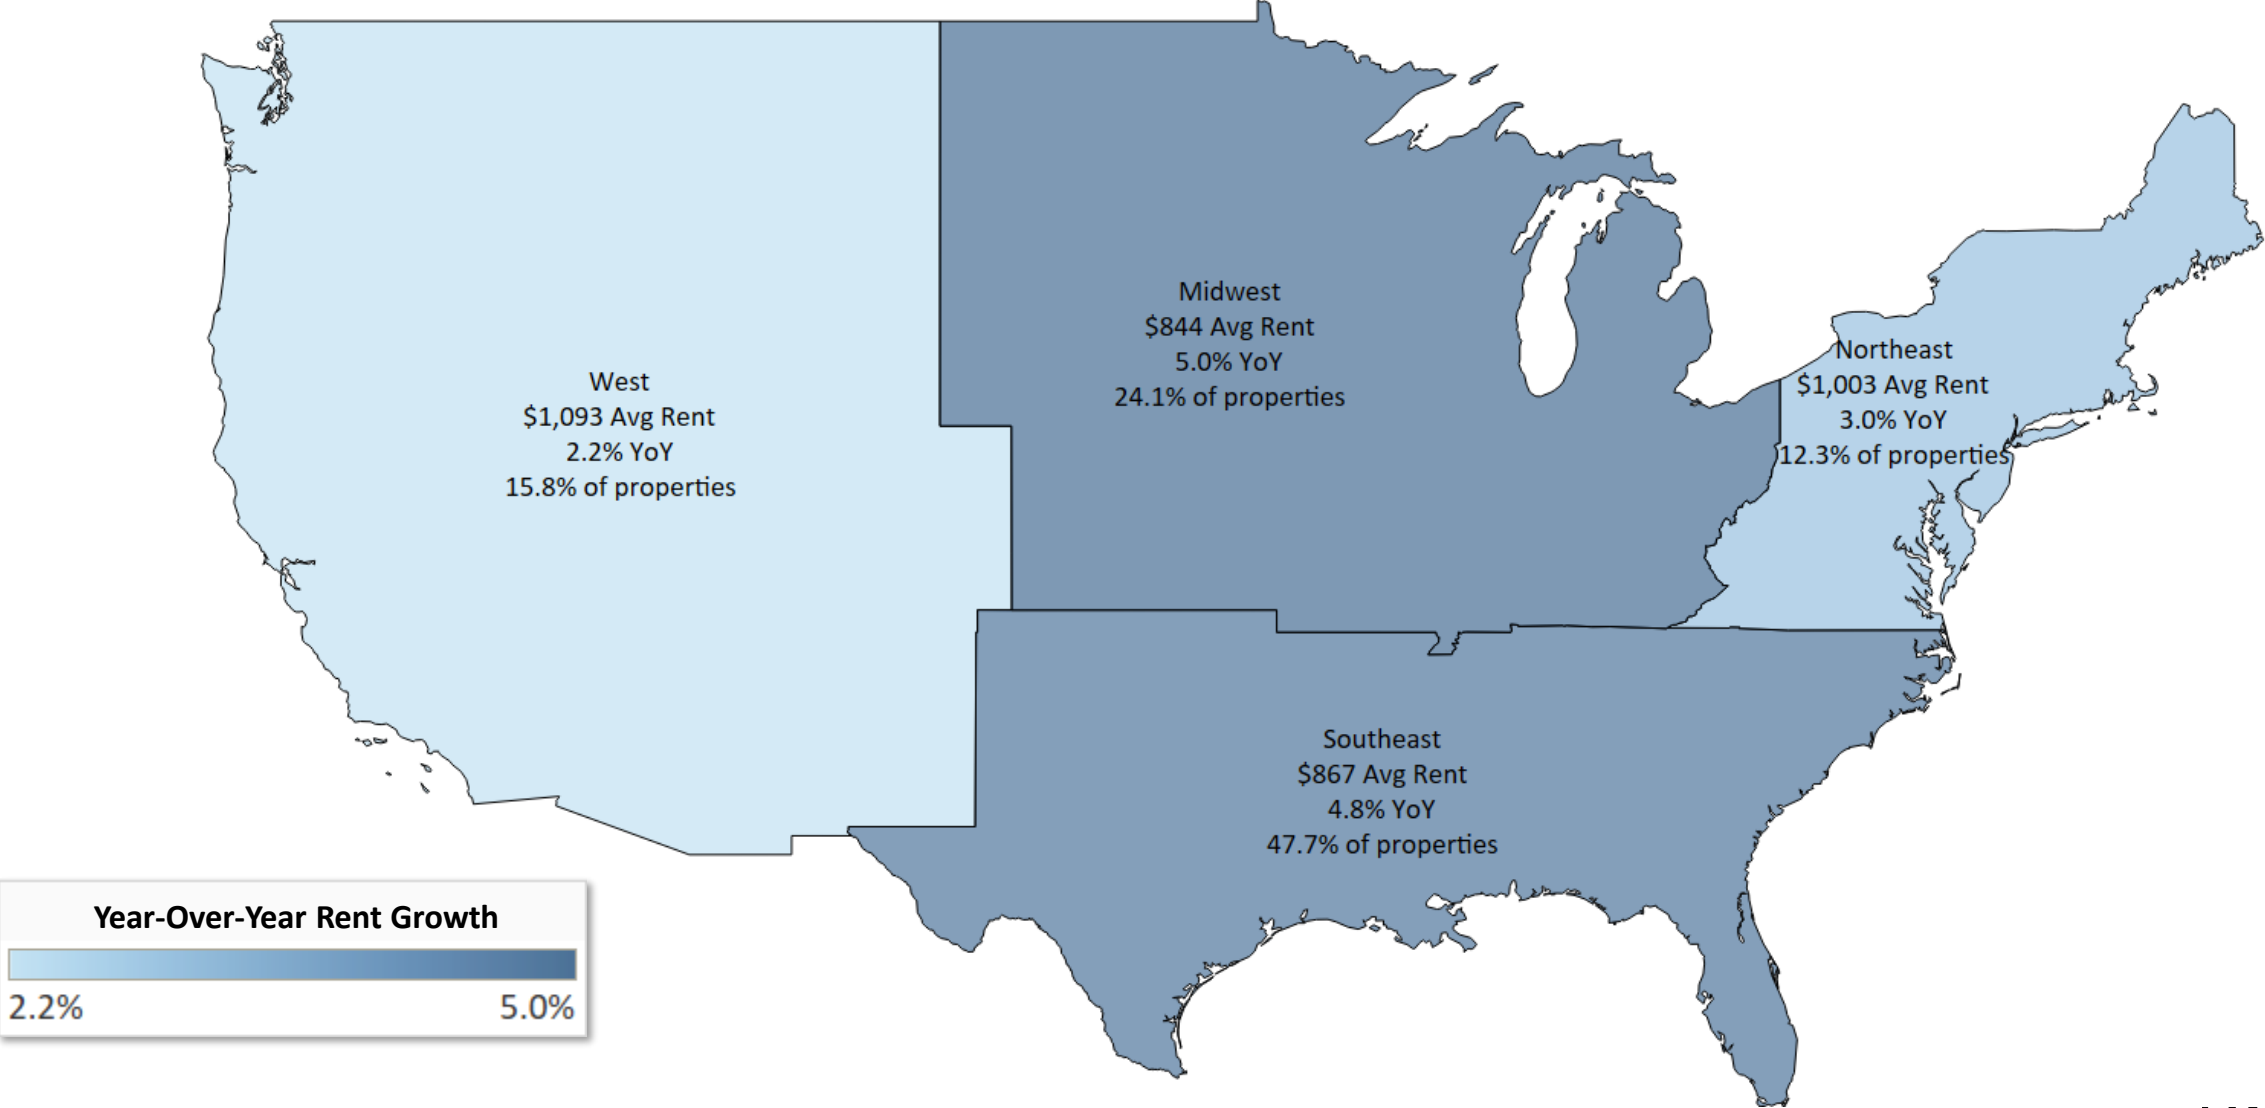 Midwest
$844 Avg Rent
5.0% YoY
24.1% of properties
Northeast
$1,003 Avg Rent
3.0% YoY
12.3% of properties
West
$1,093 Avg Rent
2.2% YoY
15.8% of properties
Southeast
$867 Avg Rent
4.8% YoY
47.7% of properties
Year-Over-Year Rent Growth
2.2%
5.0%